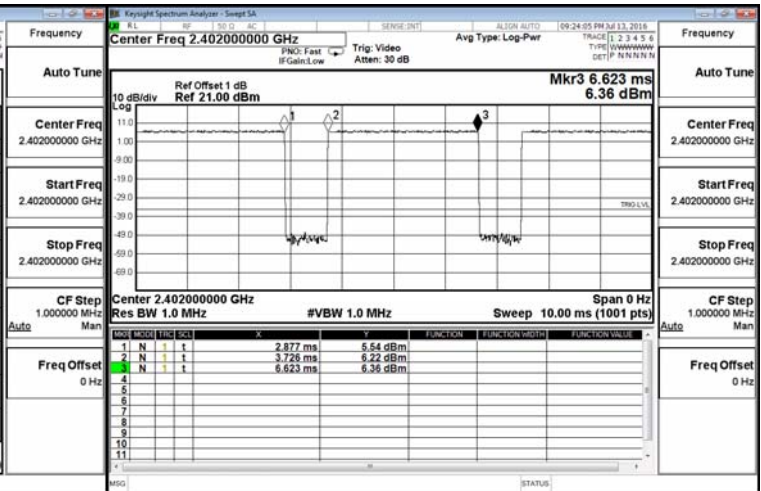 Frequency
Auto Tune
Center Freq
2.402000000 GHz
Start Freq
2.402000000 GHz
Stop Freq
2.402000000 GHz
CF Step
1.000000 MHz
Auto Man
Freq Offset
0 Hz
Keysight Spectrum Analyzer - Swept SA
RL RF 50 Ω AC SENSE:INT ALIGN AUTO 09:24:05 PM Jul 13, 2016
Center Freq 2.402000000 GHz
PNO: Fast
IFGain:Low
Trig: Video
Atten: 30 dB
Avg Type: Log-Pwr
TRACE 1 2 3 4 5 6
TYPE
DET P N N N N N
Ref Offset 1 dB
Ref 21.00 dBm
Mkr3 6.623 ms
6.36 dBm
10 dB/div
Log
11.0
1.00
-9.00
-19.0
-29.0
-39.0
-49.0
-59.0
-69.0
1
2
3
TRIG LVL
Center 2.402000000 GHz
Span 0 Hz
Res BW 1.0 MHz
#VBW 1.0 MHz
Sweep 10.00 ms (1001 pts)
MKR MODE TRC SCL X Y FUNCTION FUNCTION WIDTH FUNCTION VALUE
1 N 1 t 2.877 ms 5.54 dBm
2 N 1 t 3.726 ms 6.22 dBm
3 N 1 t 6.623 ms 6.36 dBm
4
5
6
7
8
9
10
11
MSG
STATUS
Frequency
Auto Tune
Center Freq
2.402000000 GHz
Start Freq
2.402000000 GHz
Stop Freq
2.402000000 GHz
CF Step
1.000000 MHz
Auto Man
Freq Offset
0 Hz